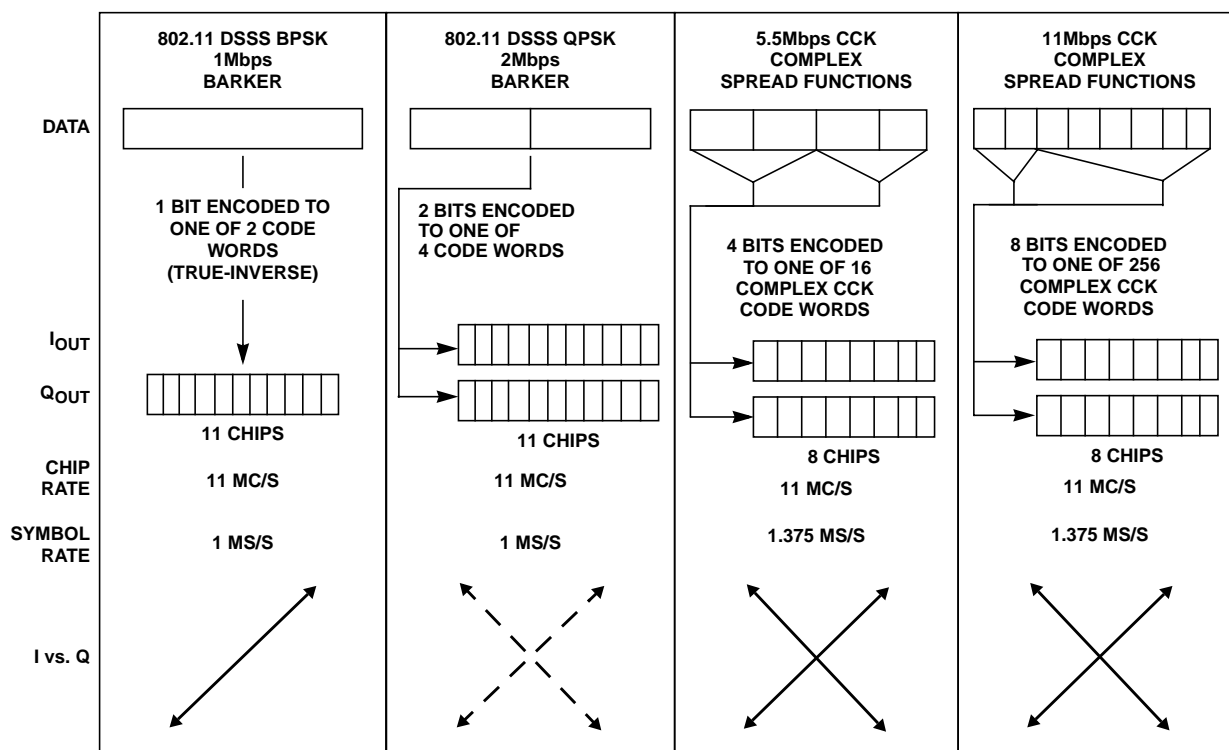 802.11 DSSS BPSK
1Mbps
BARKER
802.11 DSSS QPSK
2Mbps
BARKER
5.5Mbps CCK
COMPLEX
SPREAD FUNCTIONS
11Mbps CCK
COMPLEX
SPREAD FUNCTIONS
DATA
1 BIT ENCODED TO
ONE OF 2 CODE
WORDS
(TRUE-INVERSE)
2 BITS ENCODED
TO ONE OF
4 CODE WORDS
4 BITS ENCODED
TO ONE OF 16
COMPLEX CCK
CODE WORDS
8 BITS ENCODED
TO ONE OF 256
COMPLEX CCK
CODE WORDS
IOUT
QOUT
11 CHIPS
11 CHIPS
8 CHIPS
8 CHIPS
CHIP
RATE
11 MC/S
11 MC/S
11 MC/S
11 MC/S
SYMBOL
RATE
1 MS/S
1 MS/S
1.375 MS/S
1.375 MS/S
I vs. Q